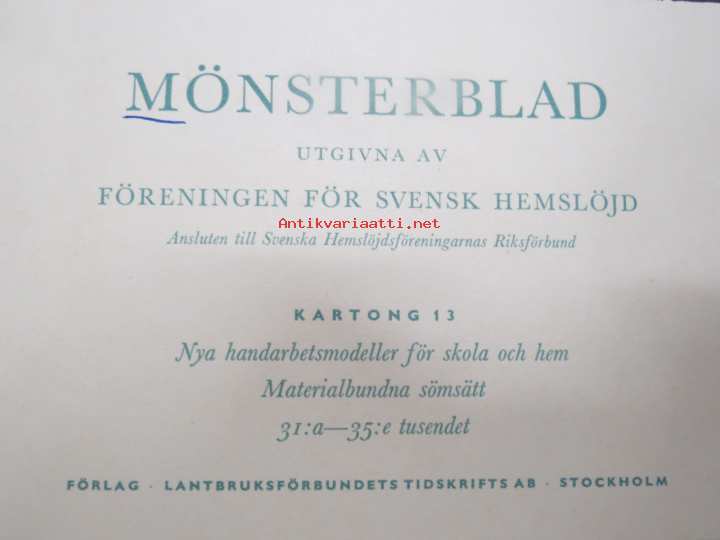 MÖNSTERBLAD
UTGIVNA AV
FÖRENINGEN FÖR SVENSK HEMSLÖJD
Antikvariaatti.net
Ansluten till Svenska Hemslöjdsföreningarnas Riksförbund
KARTONG 13
Nya handarbetsmodeller för skola och hem
Materialbundna sömsätt
31:a—35:e tusendet
FÖRLAG · LANTBRUKSFÖRBUNDETS TIDSKRIFTS AB · STOCKHOLM